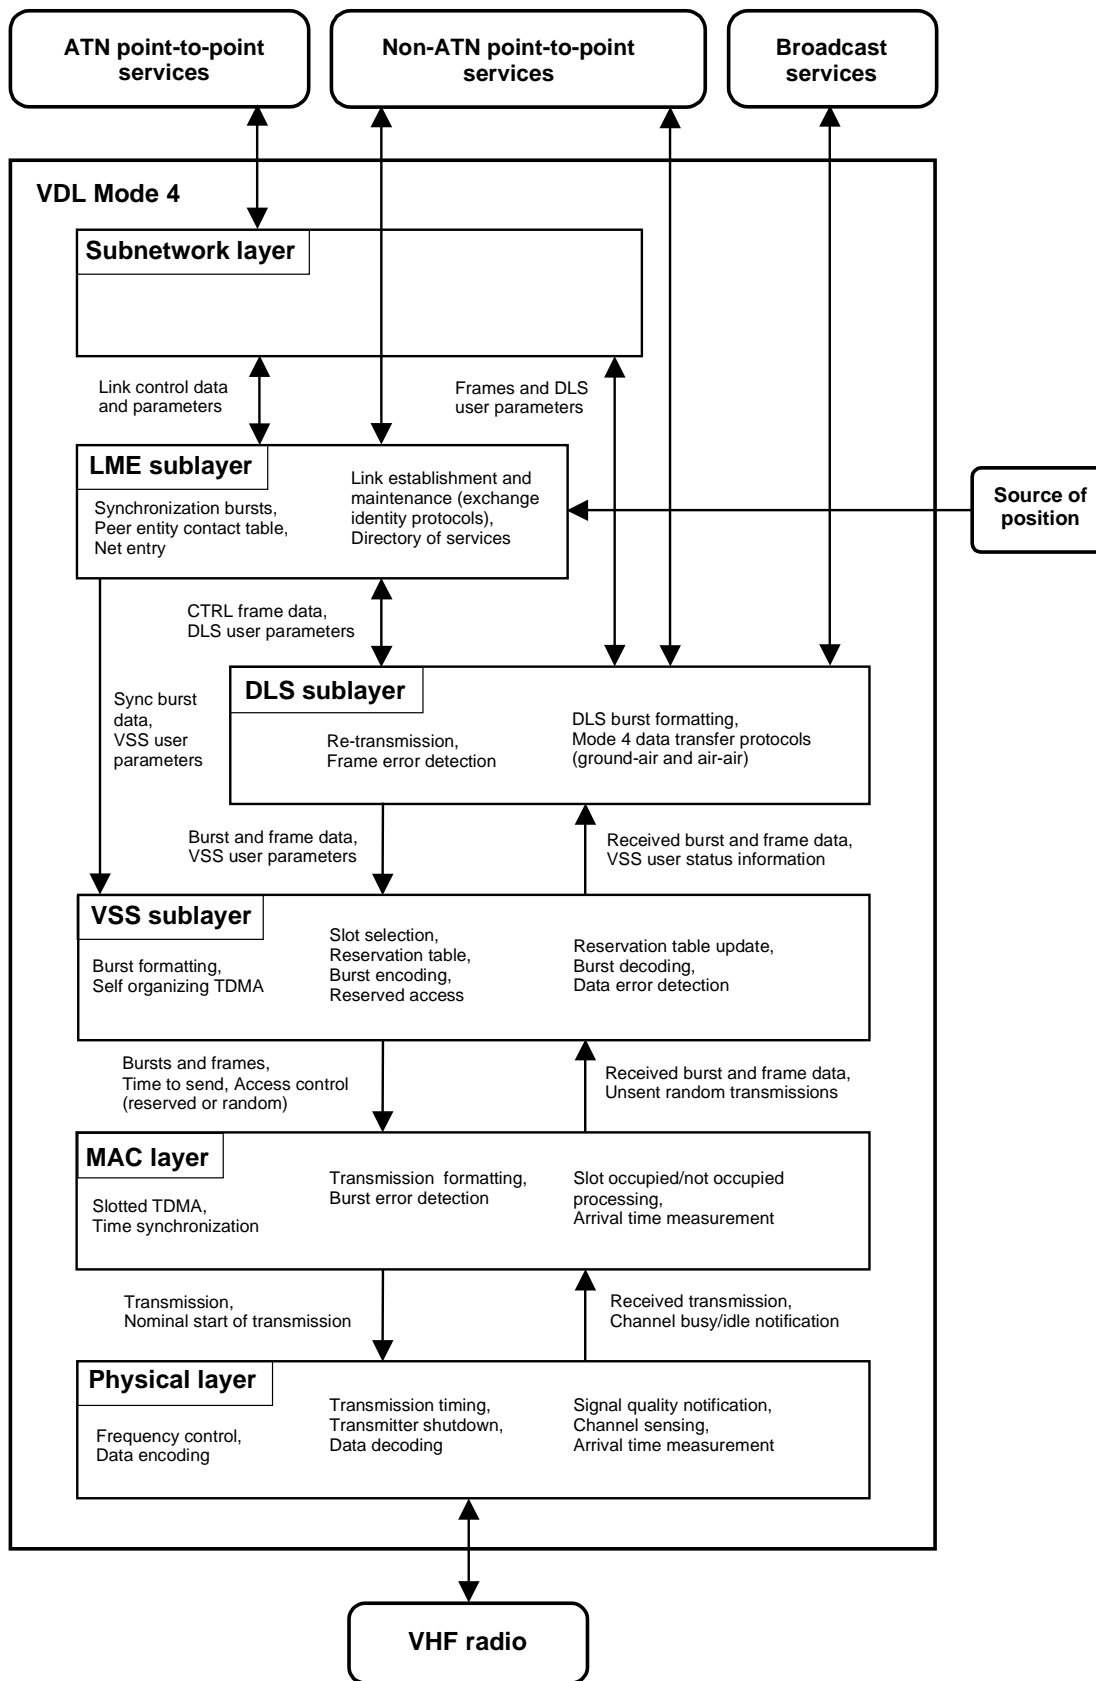 ATN point-to-point
services
Non-ATN point-to-point
services
Broadcast
services
VDL Mode 4
Subnetwork layer
Link control data
and parameters
Frames and DLS
user parameters
LME sublayer
Synchronization bursts,
Peer entity contact table,
Net entry
Link establishment and
maintenance (exchange
identity protocols),
Directory of services
Source of
position
CTRL frame data,
DLS user parameters
Sync burst
data,
VSS user
parameters
DLS sublayer
Re-transmission,
Frame error detection
DLS burst formatting,
Mode 4 data transfer protocols
(ground-air and air-air)
Burst and frame data,
VSS user parameters
Received burst and frame data,
VSS user status information
VSS sublayer
Burst formatting,
Self organizing TDMA
Slot selection,
Reservation table,
Burst encoding,
Reserved access
Reservation table update,
Burst decoding,
Data error detection
Bursts and frames,
Time to send, Access control
(reserved or random)
Received burst and frame data,
Unsent random transmissions
MAC layer
Slotted TDMA,
Time synchronization
Transmission formatting,
Burst error detection
Slot occupied/not occupied
processing,
Arrival time measurement
Transmission,
Nominal start of transmission
Received transmission,
Channel busy/idle notification
Physical layer
Frequency control,
Data encoding
Transmission timing,
Transmitter shutdown,
Data decoding
Signal quality notification,
Channel sensing,
Arrival time measurement
VHF radio